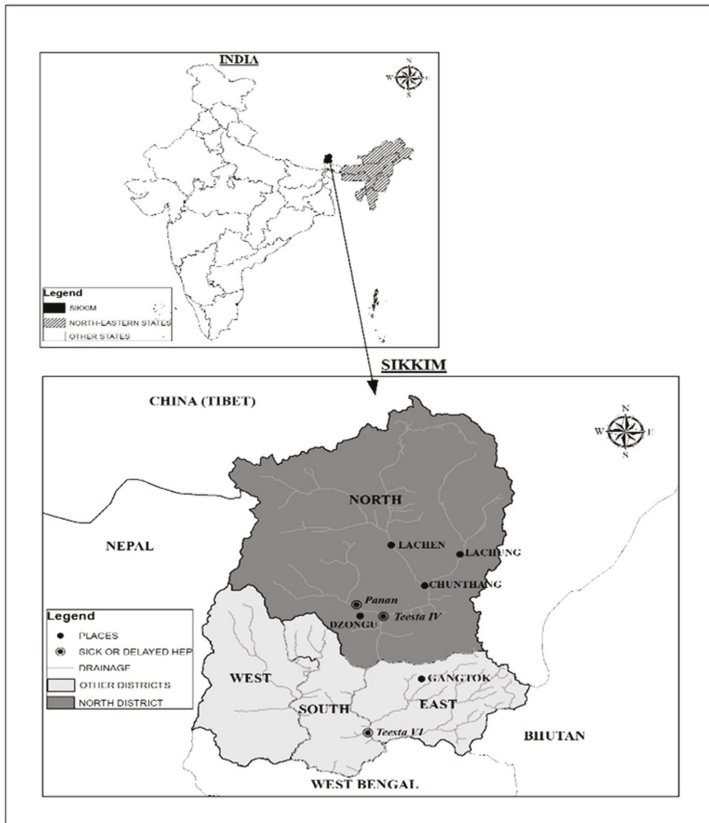 INDIA
N
W E
S
Legend
SIKKIM
NORTH-EASTERN STATES
OTHER STATES
SIKKIM
CHINA (TIBET)
N
W E
S
NORTH
NEPAL
LACHEN
LACHUNG
CHUNTHANG
Panan
Teesta IV
DZONGU
Legend
PLACES
SICK OR DELAYED HEP
DRAINAGE
OTHER DISTRICTS
NORTH DISTRICT
WEST
GANGTOK
SOUTH
EAST
Teesta VI
BHUTAN
WEST BENGAL